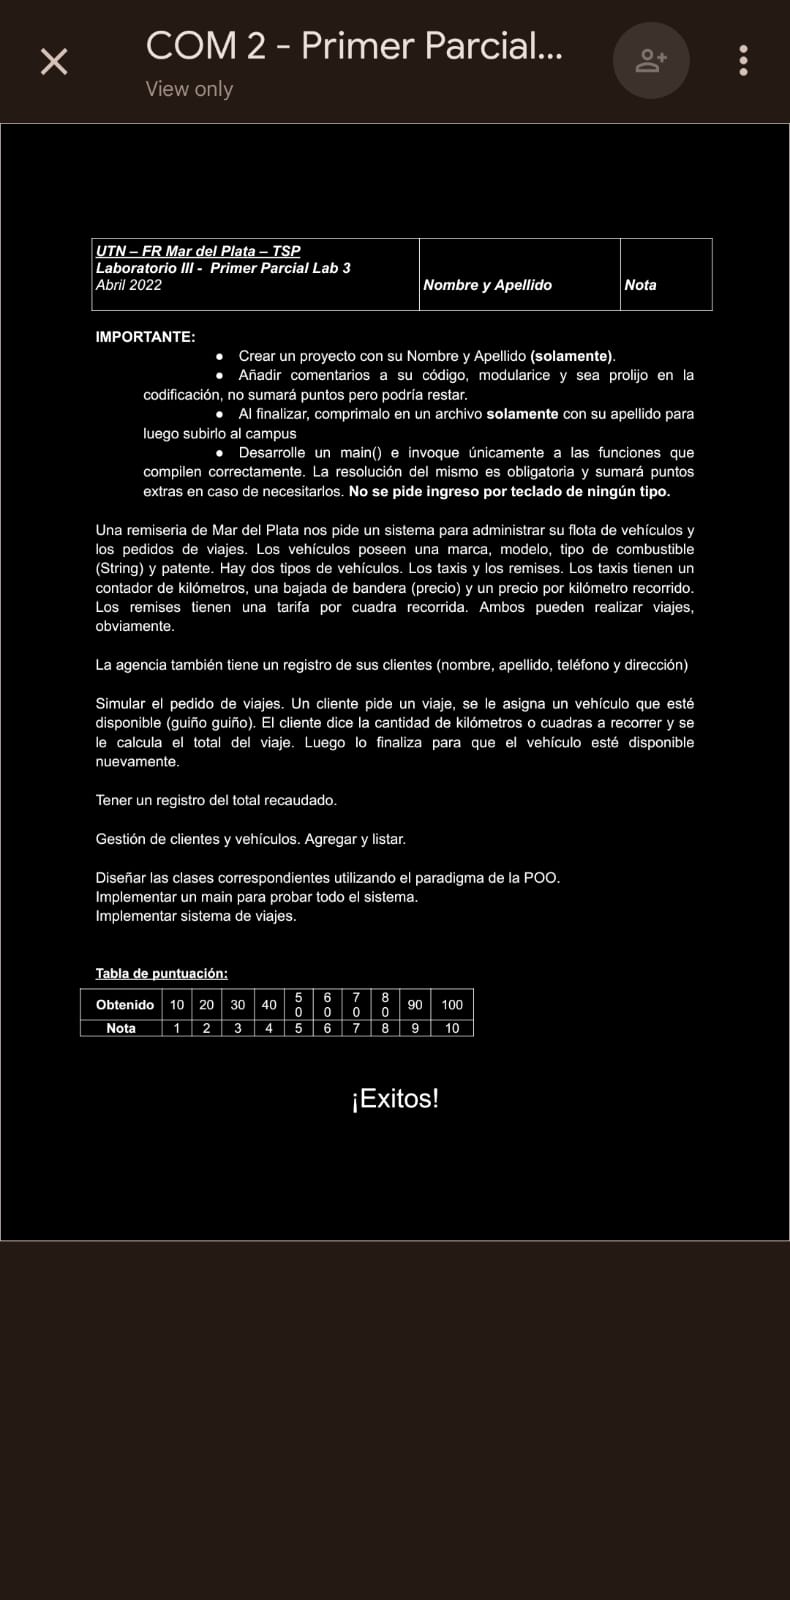 COM 2 - Primer Parcial...
View only
UTN – FR Mar del Plata – TSP
Laboratorio III - Primer Parcial Lab 3
Abril 2022
Nombre y Apellido
Nota
IMPORTANTE:
● Crear un proyecto con su Nombre y Apellido (solamente).
● Añadir comentarios a su código, modularice y sea prolijo en la
codificación, no sumará puntos pero podría restar.
● Al finalizar, comprimalo en un archivo solamente con su apellido para
luego subirlo al campus
● Desarrolle un main() e invoque únicamente a las funciones que
compilen correctamente. La resolución del mismo es obligatoria y sumará puntos
extras en caso de necesitarlos. No se pide ingreso por teclado de ningún tipo.
Una remiseria de Mar del Plata nos pide un sistema para administrar su flota de vehículos y
los pedidos de viajes. Los vehículos poseen una marca, modelo, tipo de combustible
(String) y patente. Hay dos tipos de vehículos. Los taxis y los remises. Los taxis tienen un
contador de kilómetros, una bajada de bandera (precio) y un precio por kilómetro recorrido.
Los remises tienen una tarifa por cuadra recorrida. Ambos pueden realizar viajes,
obviamente.
La agencia también tiene un registro de sus clientes (nombre, apellido, teléfono y dirección)
Simular el pedido de viajes. Un cliente pide un viaje, se le asigna un vehículo que esté
disponible (guiño guiño). El cliente dice la cantidad de kilómetros o cuadras a recorrer y se
le calcula el total del viaje. Luego lo finaliza para que el vehículo esté disponible
nuevamente.
Tener un registro del total recaudado.
Gestión de clientes y vehículos. Agregar y listar.
Diseñar las clases correspondientes utilizando el paradigma de la POO.
Implementar un main para probar todo el sistema.
Implementar sistema de viajes.
Tabla de puntuación:
Obtenido 10 20 30 40 50 60 70 80 90 100
Nota 1 2 3 4 5 6 7 8 9 10
¡Exitos!